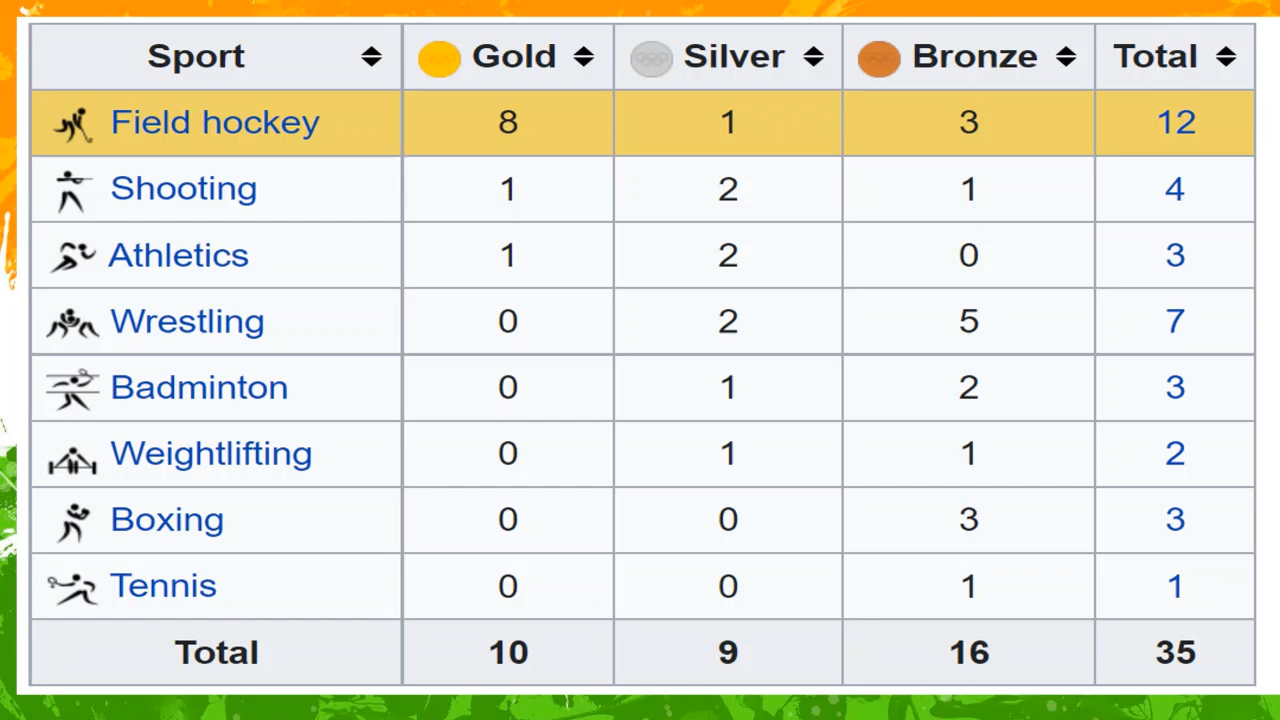 Sport Gold Silver Bronze Total
Field hockey 8 1 3 12
Shooting 1 2 1 4
Athletics 1 2 0 3
Wrestling 0 2 5 7
Badminton 0 1 2 3
Weightlifting 0 1 1 2
Boxing 0 0 3 3
Tennis 0 0 1 1
Total 10 9 16 35